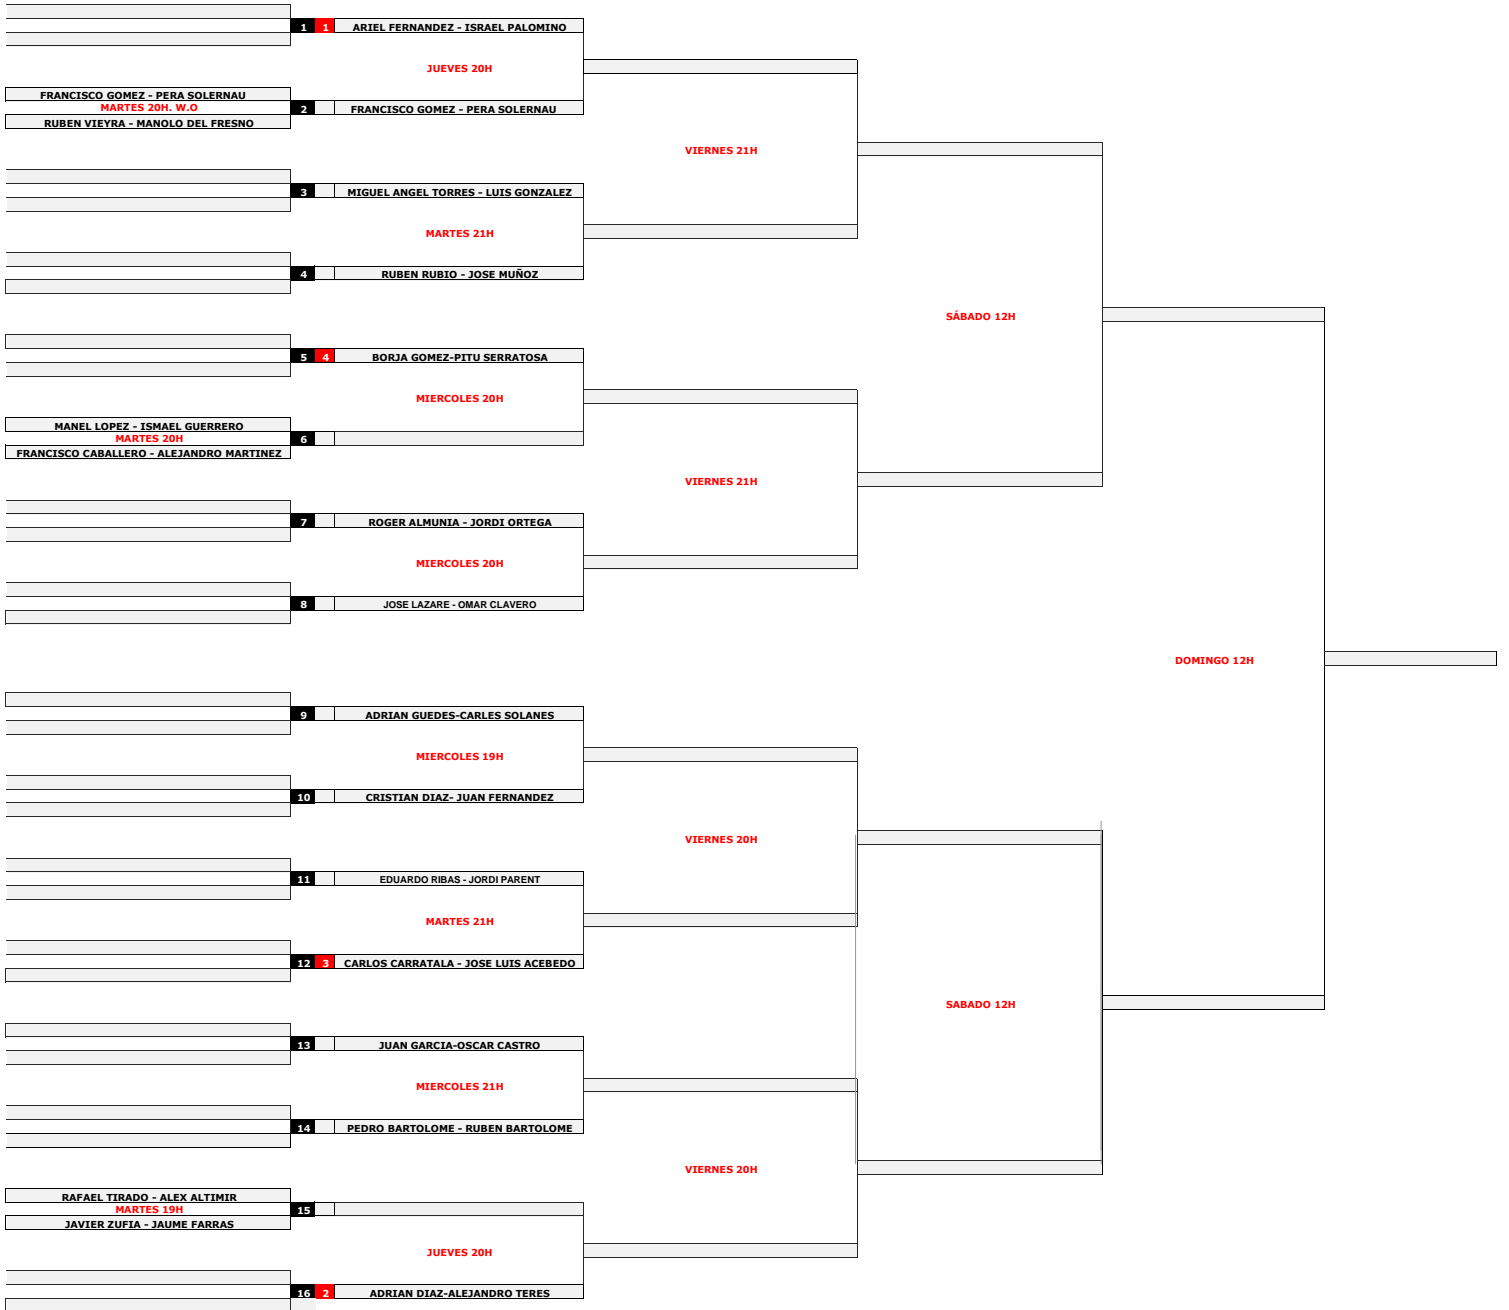 1 1 ARIEL FERNANDEZ - ISRAEL PALOMINO
JUEVES 20H
FRANCISCO GOMEZ - PERA SOLERNAU
MARTES 20H. W.O
2 FRANCISCO GOMEZ - PERA SOLERNAU
RUBEN VIEYRA - MANOLO DEL FRESNO
VIERNES 21H
3 MIGUEL ANGEL TORRES - LUIS GONZALEZ
MARTES 21H
4 RUBEN RUBIO - JOSE MUÑOZ
SÁBADO 12H
5 4 BORJA GOMEZ-PITU SERRATOSA
MIERCOLES 20H
MANEL LOPEZ - ISMAEL GUERRERO
MARTES 20H
6
FRANCISCO CABALLERO - ALEJANDRO MARTINEZ
VIERNES 21H
7 ROGER ALMUNIA - JORDI ORTEGA
MIERCOLES 20H
8 JOSE LAZARE - OMAR CLAVERO
DOMINGO 12H
9 ADRIAN GUEDES-CARLES SOLANES
MIERCOLES 19H
10 CRISTIAN DIAZ- JUAN FERNANDEZ
VIERNES 20H
11 EDUARDO RIBAS - JORDI PARENT
MARTES 21H
12 3 CARLOS CARRATALA - JOSE LUIS ACEBEDO
SABADO 12H
13 JUAN GARCIA-OSCAR CASTRO
MIERCOLES 21H
14 PEDRO BARTOLOME - RUBEN BARTOLOME
VIERNES 20H
RAFAEL TIRADO - ALEX ALTIMIR
MARTES 19H
15
JAVIER ZUFIA - JAUME FARRAS
JUEVES 20H
16 2 ADRIAN DIAZ-ALEJANDRO TERES